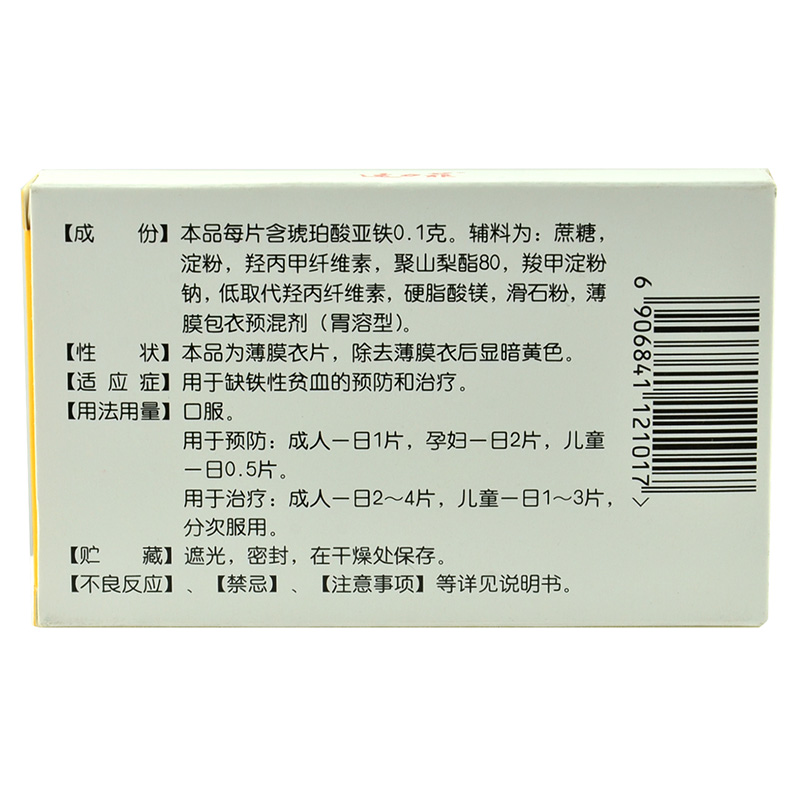 【成 份】本品每片含琥珀酸亚铁0.1克。辅料为：蔗糖，
淀粉，羟丙甲纤维素，聚山梨酯80，羧甲淀粉
钠，低取代羟丙纤维素，硬脂酸镁，滑石粉，薄
膜包衣预混剂（胃溶型）。
【性 状】本品为薄膜衣片，除去薄膜衣后显暗黄色。
【适 应 症】用于缺铁性贫血的预防和治疗。
【用法用量】口服。
用于预防：成人一日1片，孕妇一日2片，儿童
一日0.5片。
用于治疗：成人一日2～4片，儿童一日1～3片，
分次服用。
【贮 藏】遮光，密封，在干燥处保存。
【不良反应】、【禁忌】、【注意事项】等详见说明书。
6 906841 121017 >